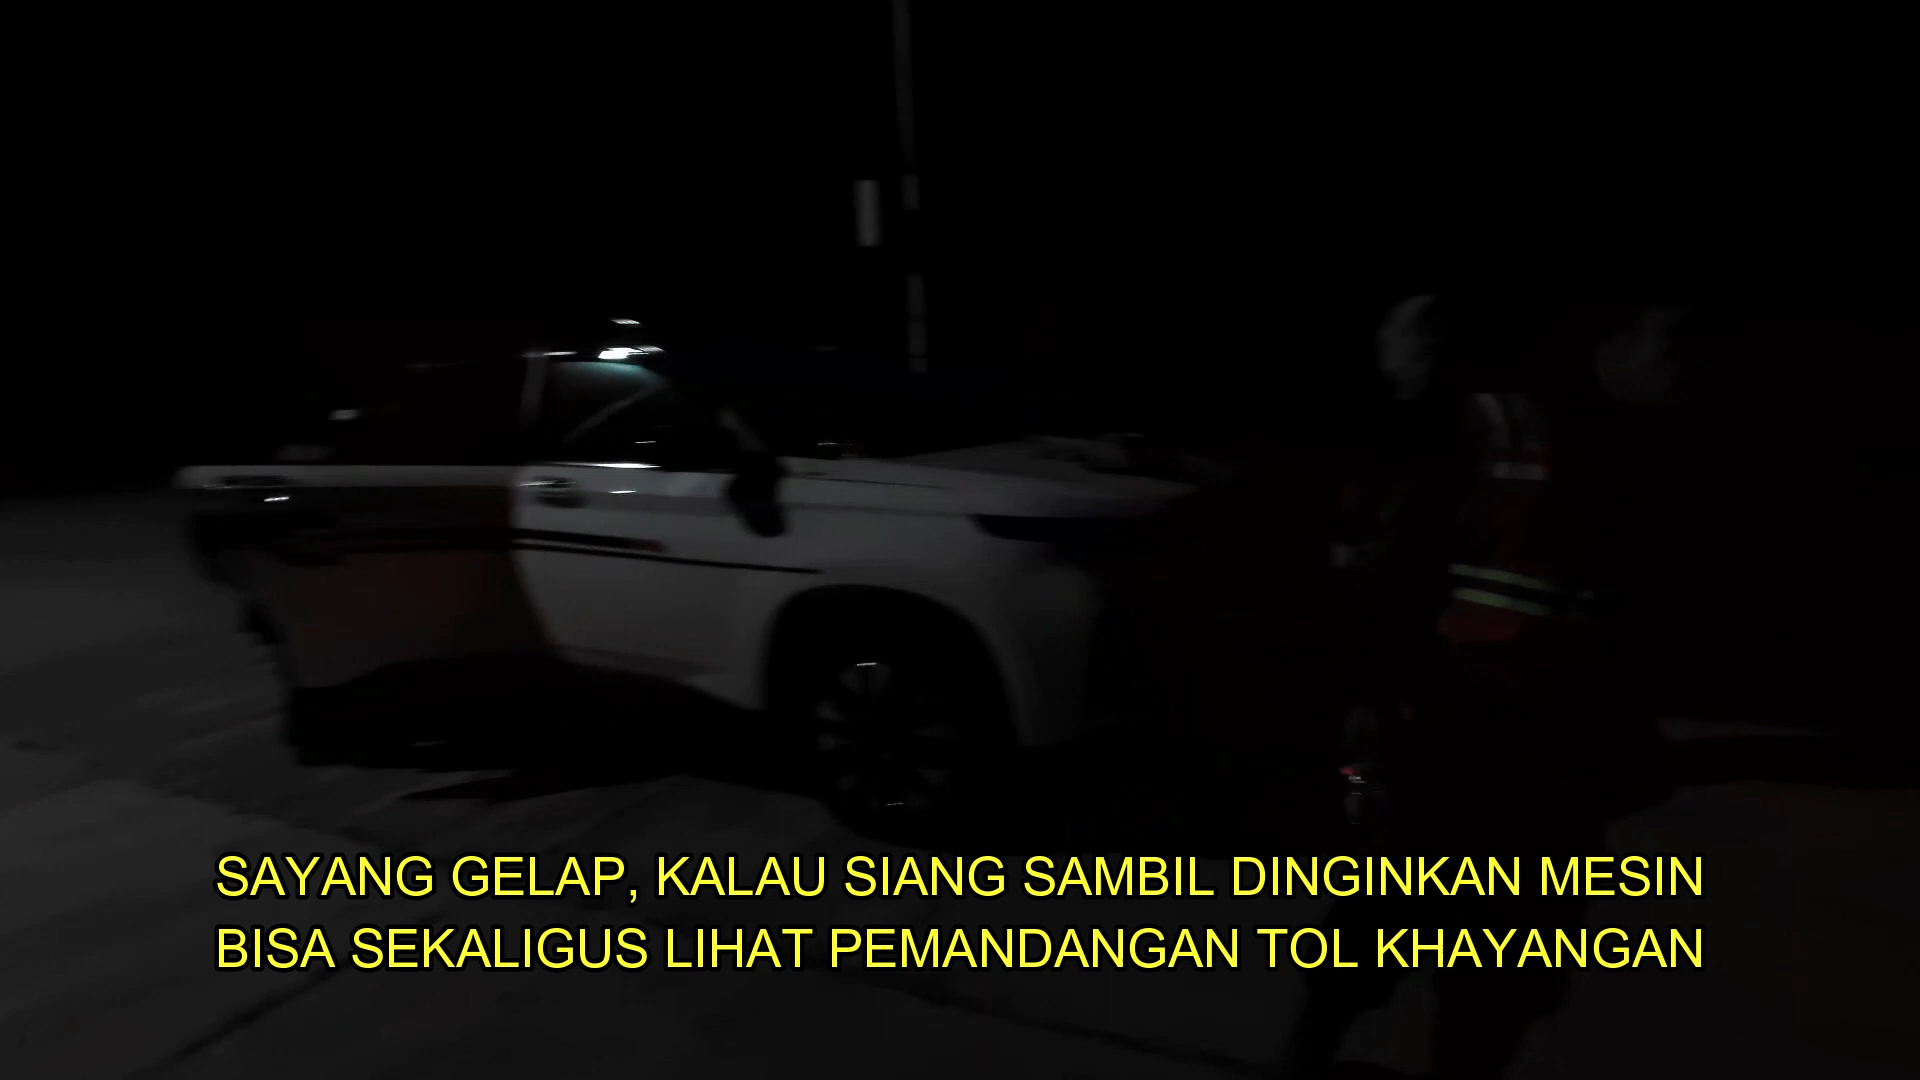 SAYANG GELAP, KALAU SIANG SAMBIL DINGINKAN MESIN
BISA SEKALIGUS LIHAT PEMANDANGAN TOL KHAYANGAN